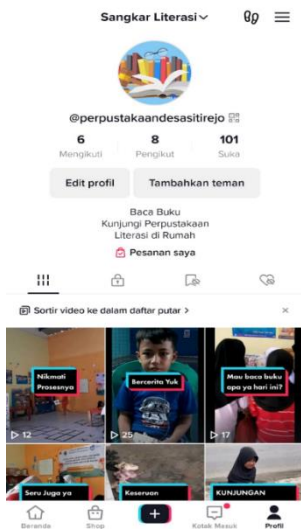 Sangkar Literasi
@perpustakaandesasitirejo
6 8 101
Mengikuti Pengikut Suka
Edit profil Tambahkan teman
Baca Buku
Kunjungi Perpustakaan
Literasi di Rumah
Pesanan saya
Sortir video ke dalam daftar putar >
Nikmati
Prosesnya
Bercerita Yuk
Mau baca buku
apa ya hari ini?
12 25 17
Seru Juga ya
Keseruan
KUNJUNGAN
Beranda Shop Kotak Masuk Profil